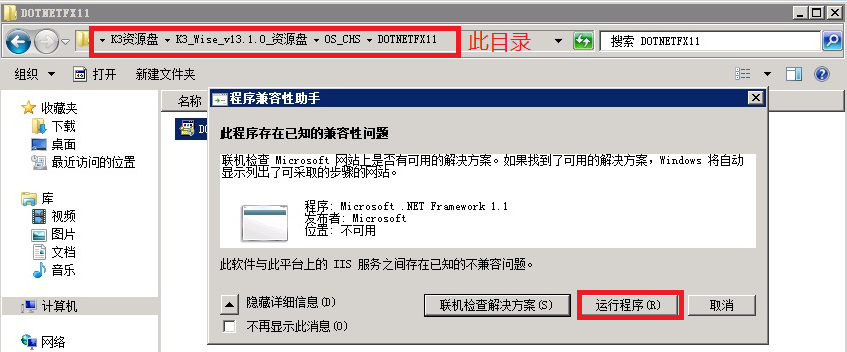 DOTNETFX11
K3资源盘 K3_Wise_v13.1.0_资源盘 OS_CHS DOTNETFX11 此目录 搜索 DOTNETFX11
组织 打开 新建文件夹
收藏夹 名称 程序兼容性助手
下载
桌面 此程序存在已知的兼容性问题
最近访问的位置 联机检查 Microsoft 网站上是否有可用的解决方案。如果找到了可用的解决方案，Windows 将自动
显示列出了可采取的步骤的网站。
库
视频 程序: Microsoft .NET Framework 1.1
图片 发布者: Microsoft
文档 位置: 不可用
音乐 此软件与此平台上的 IIS 服务之间存在已知的不兼容问题。
计算机 隐藏详细信息(D) 联机检查解决方案(S) 运行程序(R) 取消
不再显示此消息(O)
网络